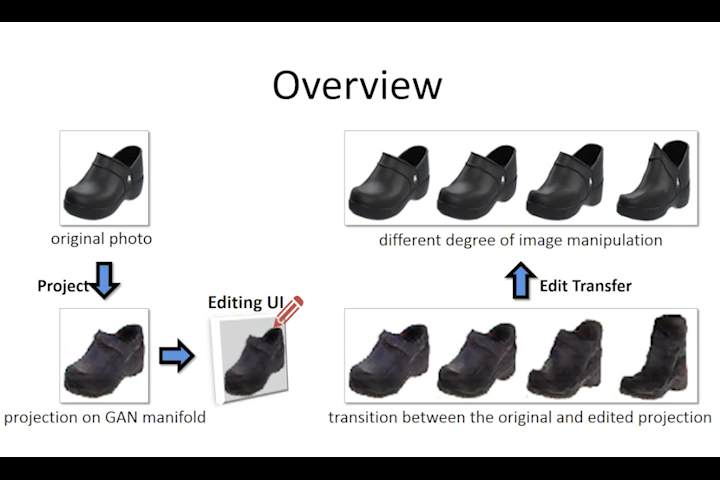 Overview
original photo
Project
projection on GAN manifold
Editing UI
different degree of image manipulation
Edit Transfer
transition between the original and edited projection